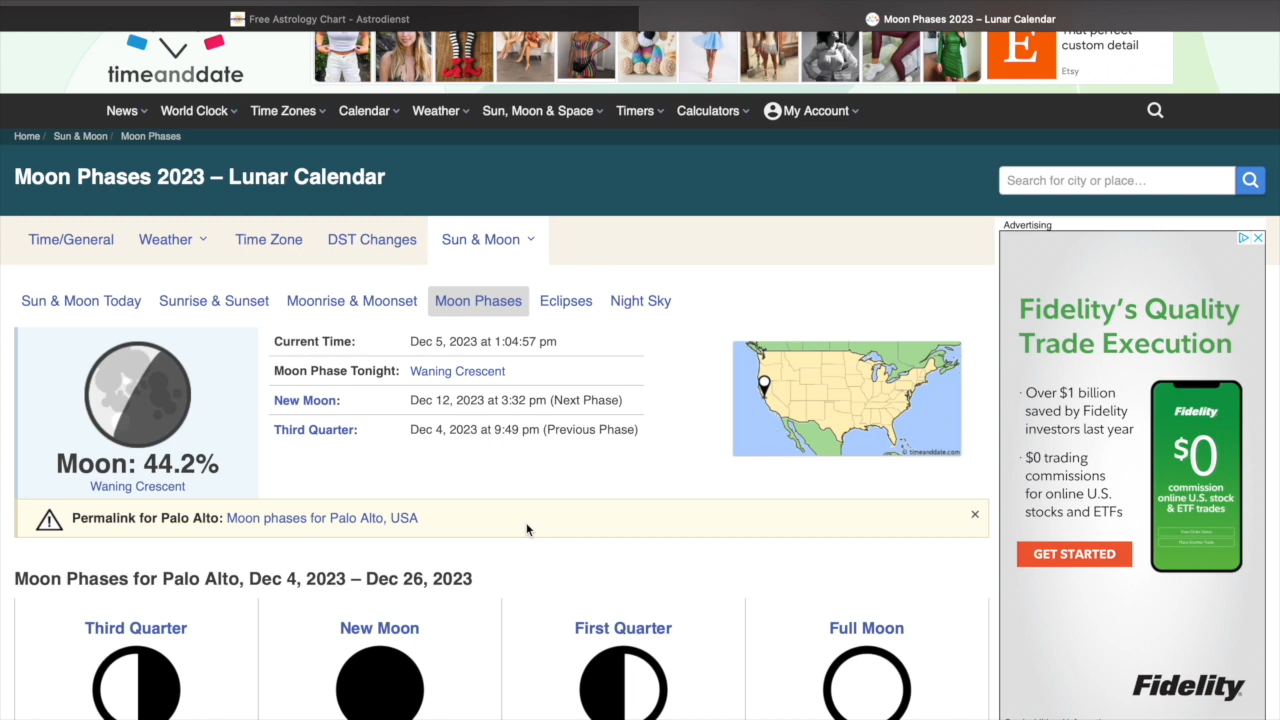 Free Astrology Chart - Astrodienst
Moon Phases 2023 – Lunar Calendar
timeanddate
That perfect
custom detail
E
Etsy
News
World Clock
Time Zones
Calendar
Weather
Sun, Moon & Space
Timers
Calculators
My Account
Home / Sun & Moon / Moon Phases
Moon Phases 2023 – Lunar Calendar
Search for city or place...
Time/General
Weather
Time Zone
DST Changes
Sun & Moon
Advertising
Sun & Moon Today
Sunrise & Sunset
Moonrise & Moonset
Moon Phases
Eclipses
Night Sky
Moon: 44.2%
Waning Crescent
Current Time: Dec 5, 2023 at 1:04:57 pm
Moon Phase Tonight: Waning Crescent
New Moon: Dec 12, 2023 at 3:32 pm (Next Phase)
Third Quarter: Dec 4, 2023 at 9:49 pm (Previous Phase)
© timeanddate.com
Permalink for Palo Alto: Moon phases for Palo Alto, USA
Moon Phases for Palo Alto, Dec 4, 2023 – Dec 26, 2023
Third Quarter
New Moon
First Quarter
Full Moon
Fidelity's Quality
Trade Execution
· Over $1 billion
saved by Fidelity
investors last year
· $0 trading
commissions
for online U.S.
stocks and ETFs
GET STARTED
Fidelity
$0
commission
online U.S. stock
& ETF trades
Fidelity